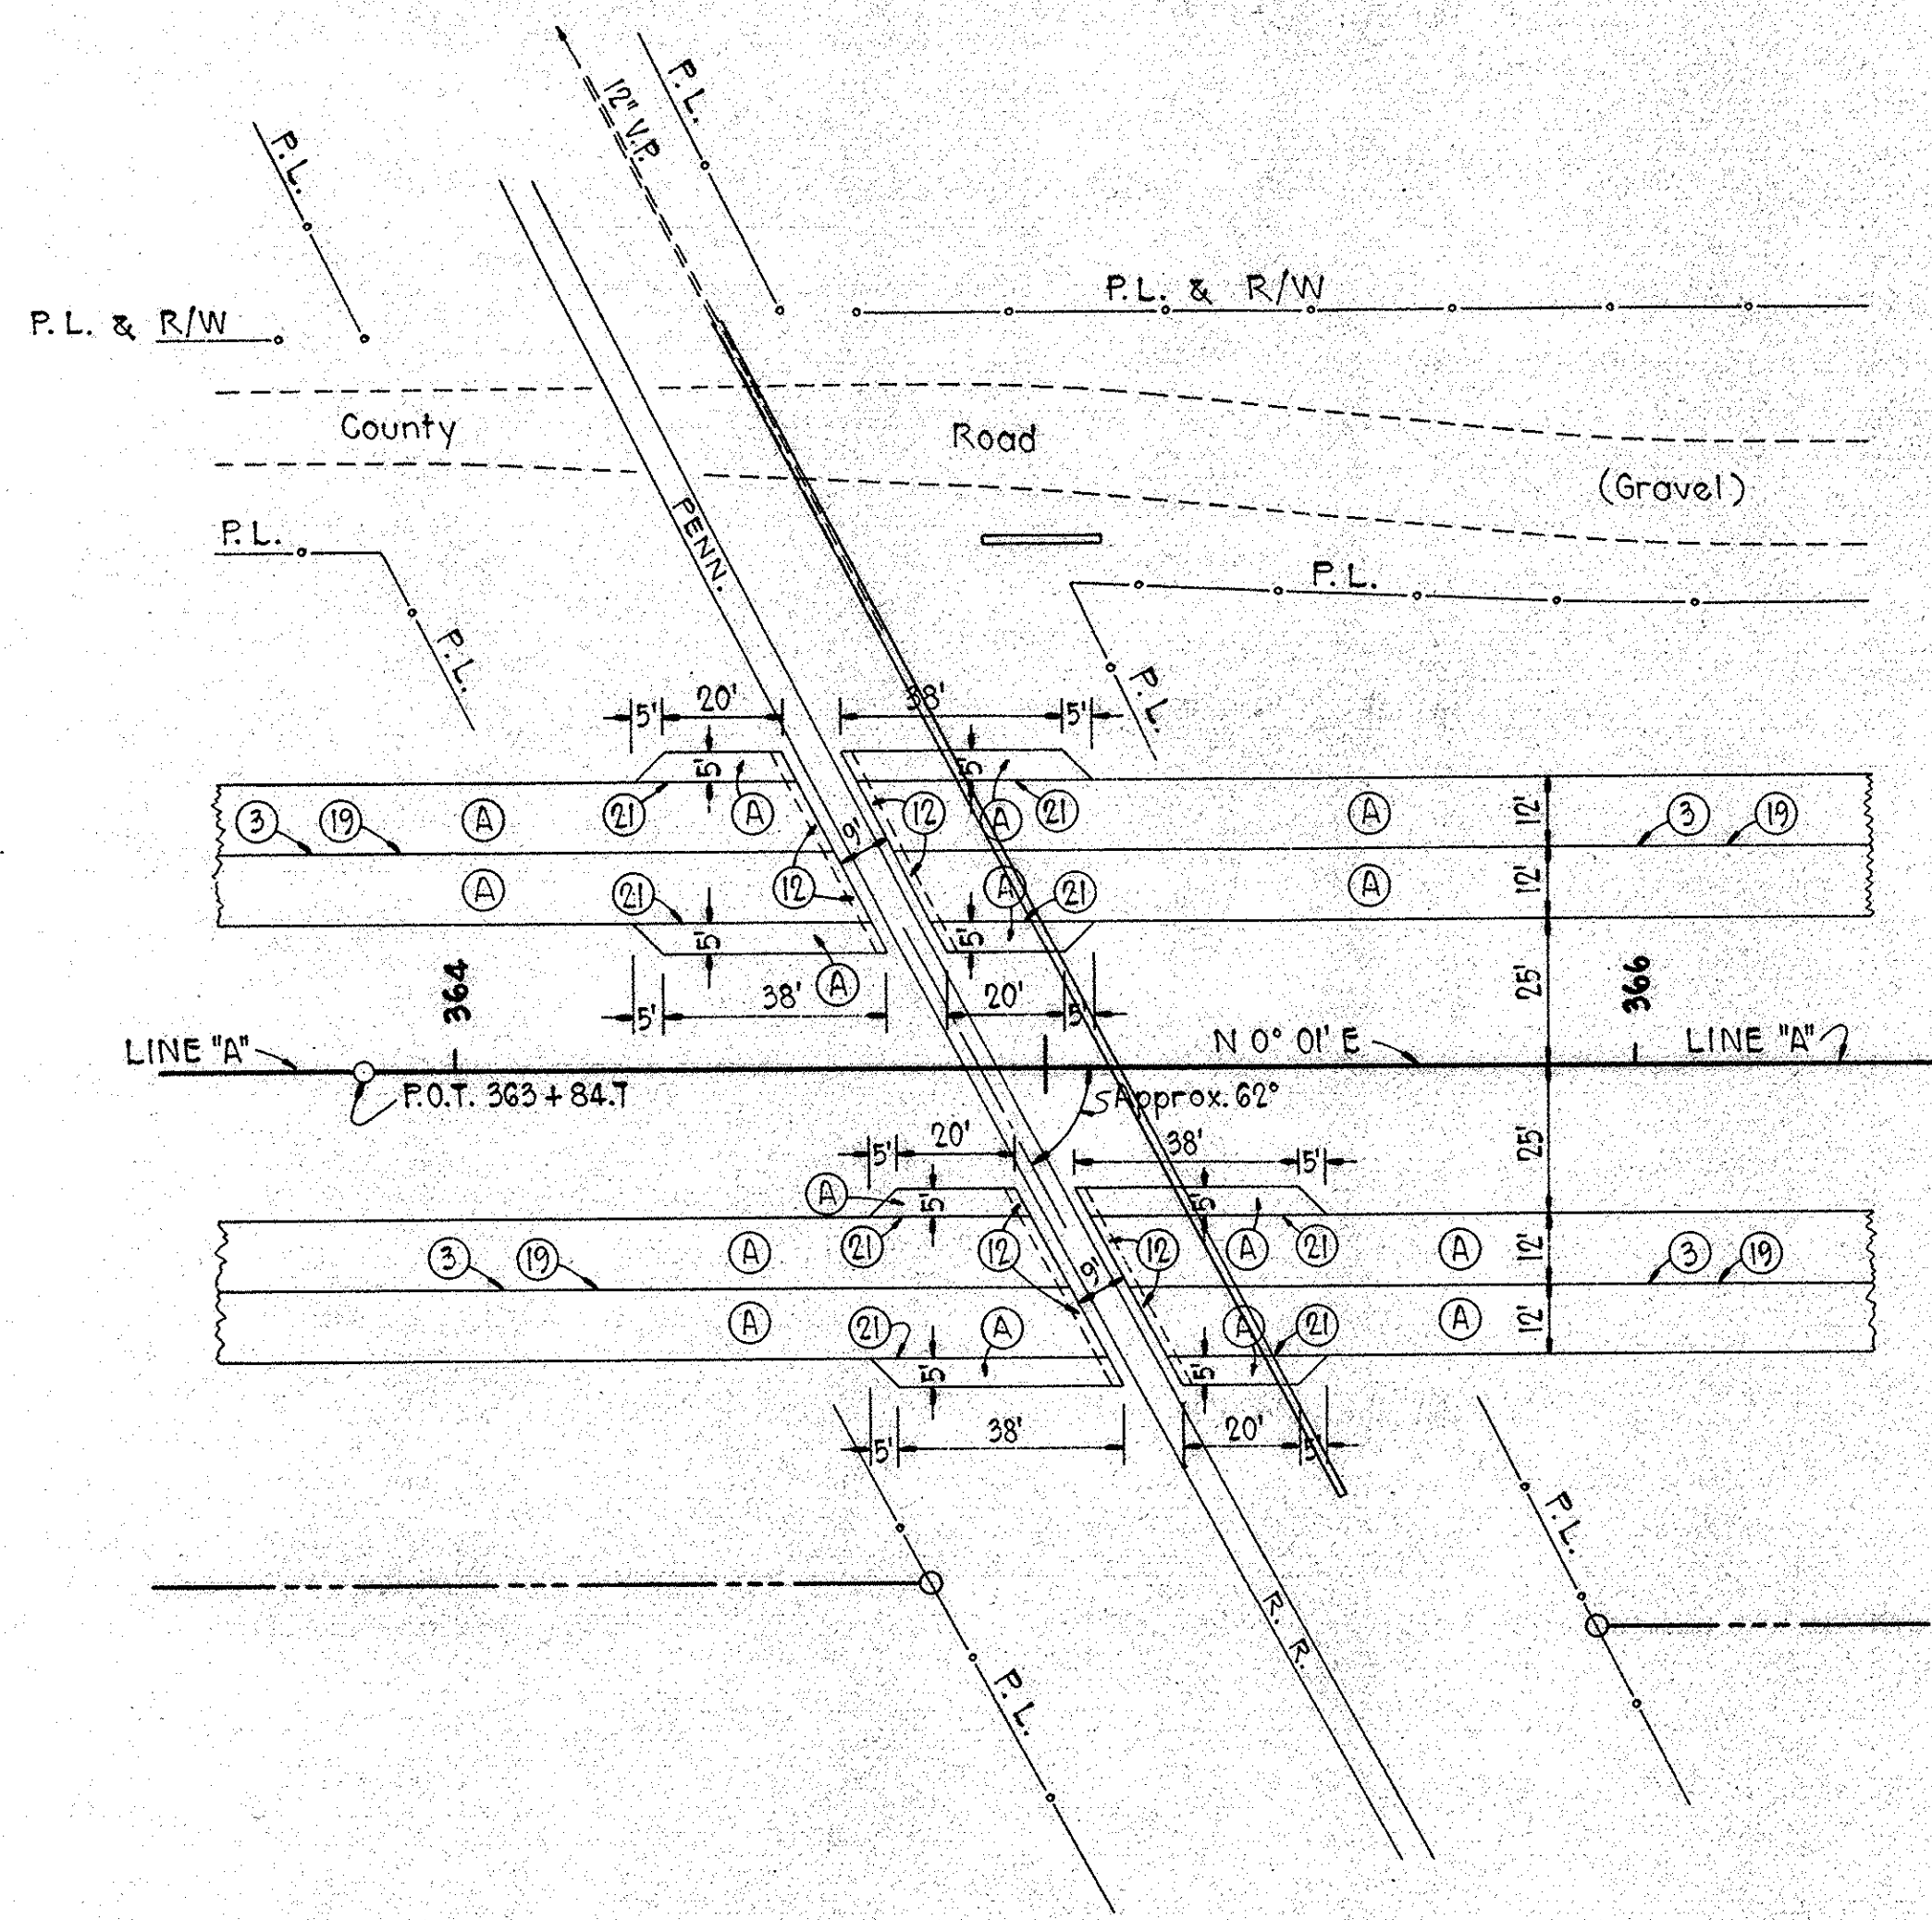 12" V.P.
P.L.
P.L.
P.L. & R/W
P.L. & R/W
County Road
(Gravel)
PENN.
P.L.
P.L.
P.L.
P.L.
5' 20' 38' 5'
5' 5'
3 19 A 21 A 12 A 21 A 3 19
9'
12'
A 21 12 A 21 A
12'
5' 5'
A
364
5' 38' 20' 5'
25'
366
LINE "A"
N 0° 01' E
LINE "A"
P.O.T. 363 + 84.7
Approx. 62°
5' 20' 38' 5'
25'
A 5' 5'
3 19 A 21 12 12 A 21 A 3 19
9'
12'
A 21 A A 21 A
12'
5' 5'
5' 38' 20' 5'
P.L.
P.L.
R. R.